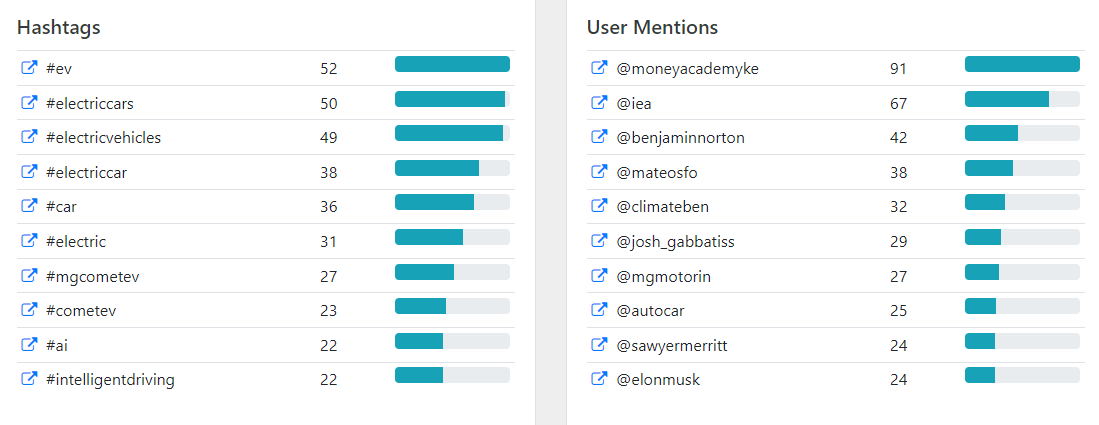 Hashtags
#ev 52
#electriccars 50
#electricvehicles 49
#electriccar 38
#car 36
#electric 31
#mgcometev 27
#cometev 23
#ai 22
#intelligentdriving 22
User Mentions
@moneyacademyke 91
@iea 67
@benjaminnorton 42
@mateosfo 38
@climateben 32
@josh_gabbatiss 29
@mgmotorin 27
@autocar 25
@sawyermerritt 24
@elonmusk 24